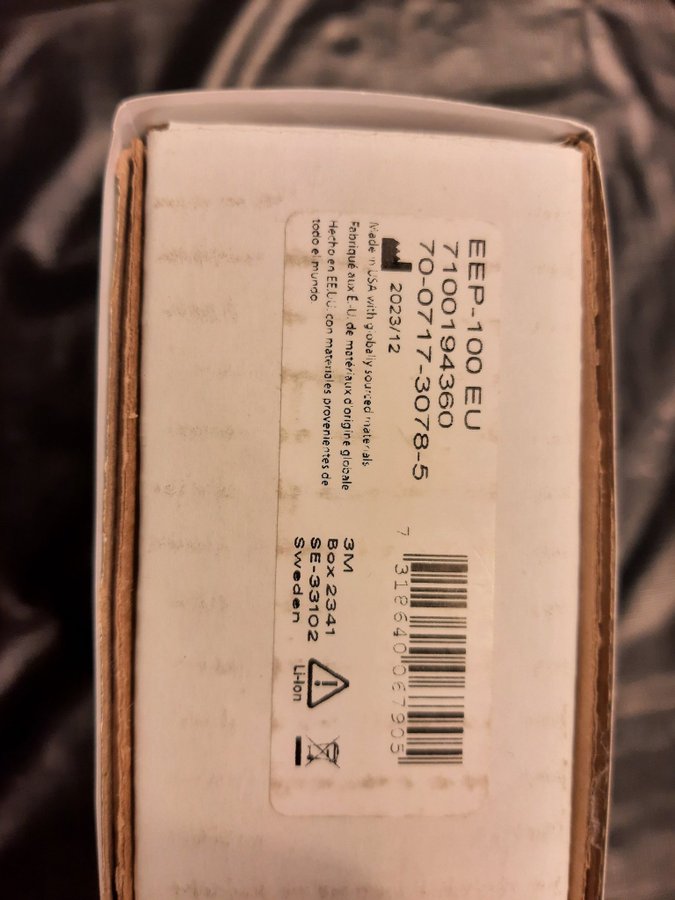 EEP-100 EU
7100194360
70-0717-3078-5
2023/12
Made in USA with globally sourced materials
Fabriqué aux É.-U. de matériaux d'origine globale
Hecho en EE.UU. con materiales provenientes de
todo el mundo
7 318640 067905
3M
Box 2341
SE-33102
Sweden
Li-Ion